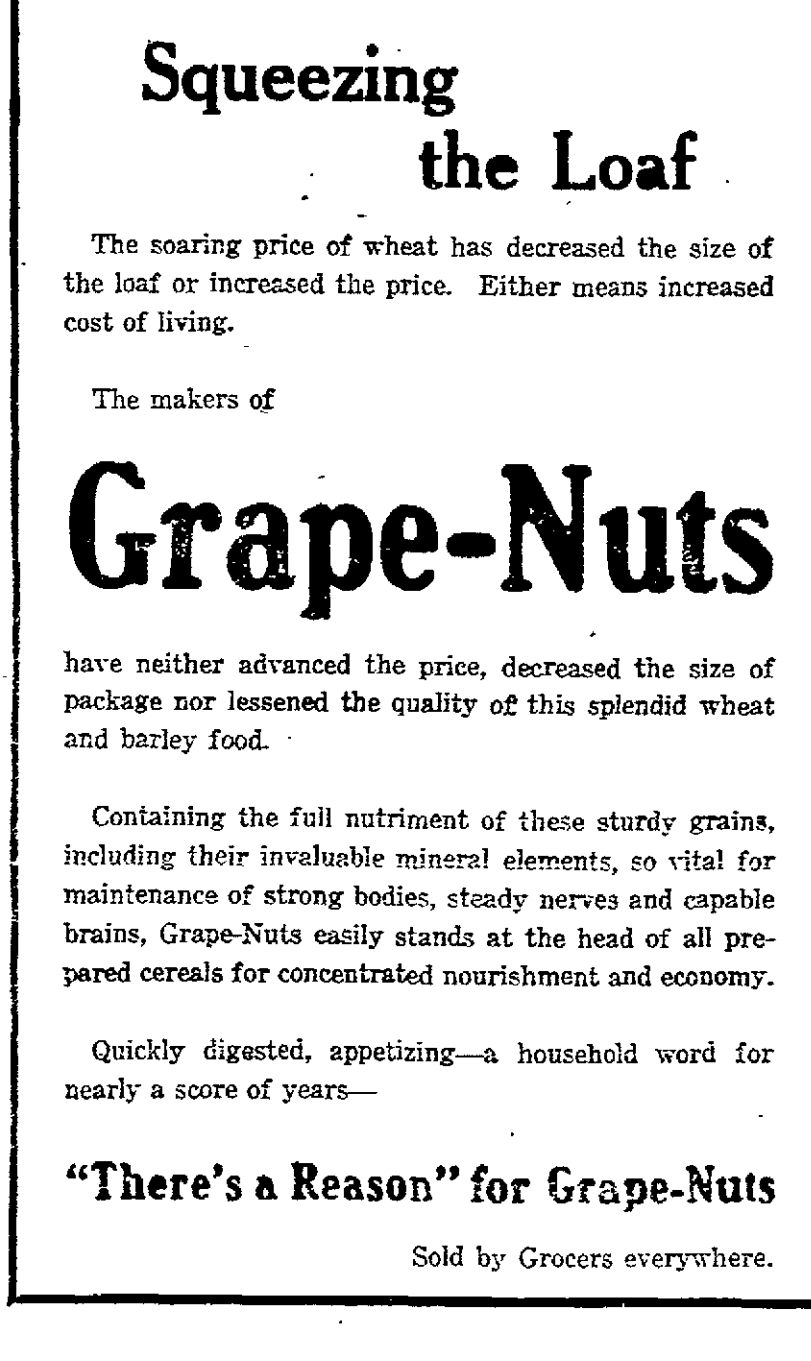 Squeezing
the Loaf
The soaring price of wheat has decreased the size of
the loaf or increased the price. Either means increased
cost of living.
The makers of
Grape-Nuts
have neither advanced the price, decreased the size of
package nor lessened the quality of this splendid wheat
and barley food.
Containing the full nutriment of these sturdy grains,
including their invaluable mineral elements, so vital for
maintenance of strong bodies, steady nerves and capable
brains, Grape-Nuts easily stands at the head of all pre-
pared cereals for concentrated nourishment and economy.
Quickly digested, appetizing—a household word for
nearly a score of years—
“There's a Reason” for Grape-Nuts
Sold by Grocers everywhere.